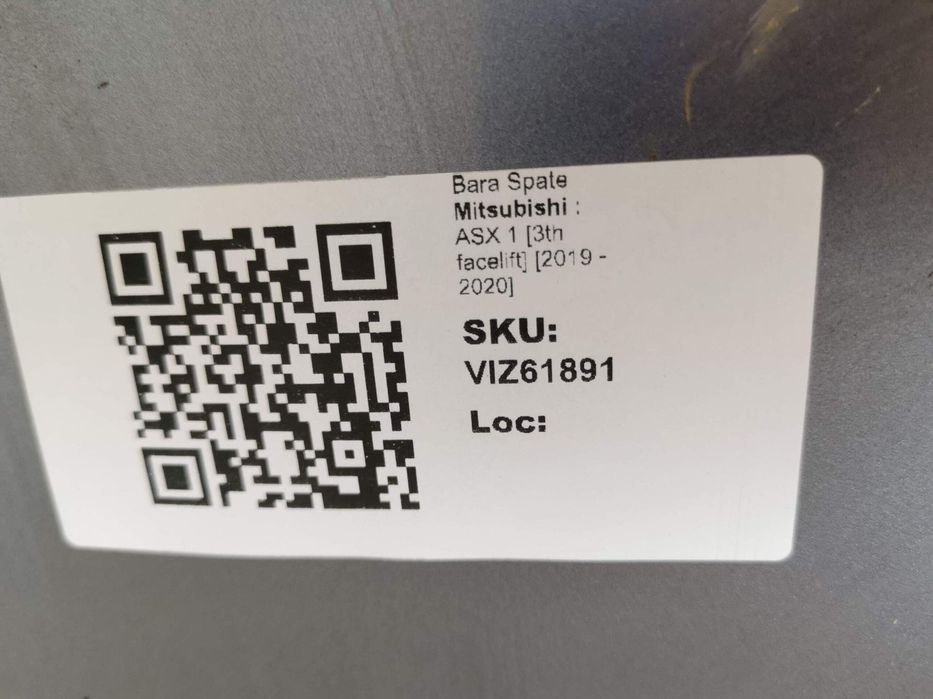 Bara Spate
Mitsubishi :
ASX 1 [3th
facelift] [2019 -
2020]
SKU:
VIZ61891
Loc: